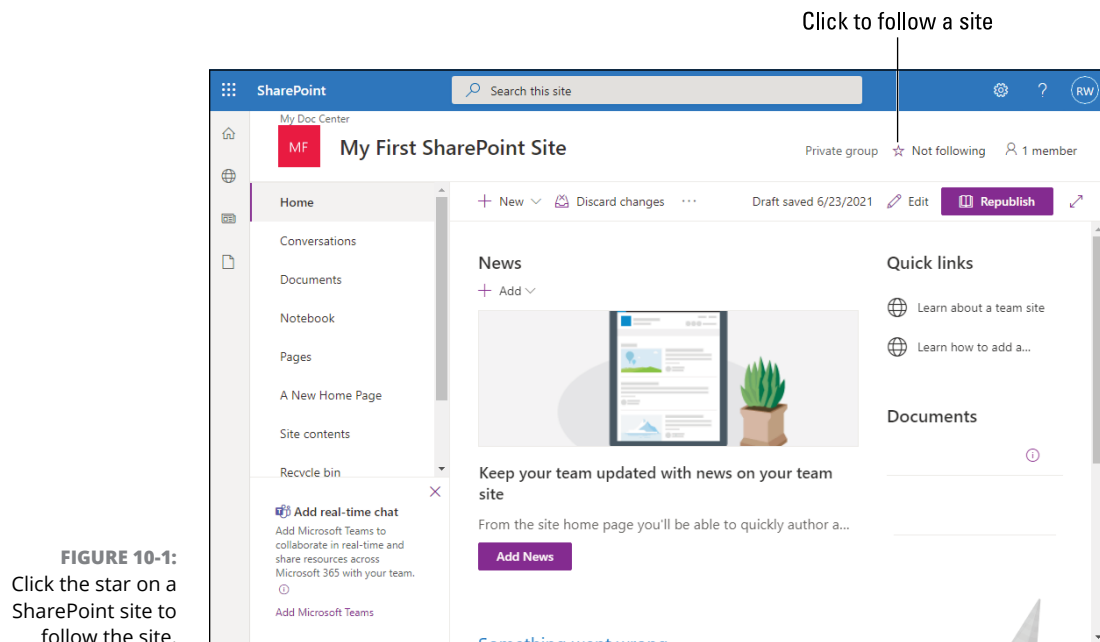 Click to follow a site
SharePoint
Search this site
?
RW
My Doc Center
MF
My First SharePoint Site
Private group
Not following
1 member
Home
Conversations
Documents
Notebook
Pages
A New Home Page
Site contents
Recycle bin
New
Discard changes
...
Draft saved 6/23/2021
Edit
Republish
News
Add
Keep your team updated with news on your team
site
From the site home page you'll be able to quickly author a...
Add News
Something went wrong
Quick links
Learn about a team site
Learn how to add a...
Documents
Add real-time chat
Add Microsoft Teams to
collaborate in real-time and
share resources across
Microsoft 365 with your team.
Add Microsoft Teams
FIGURE 10-1:
Click the star on a
SharePoint site to
follow the site.